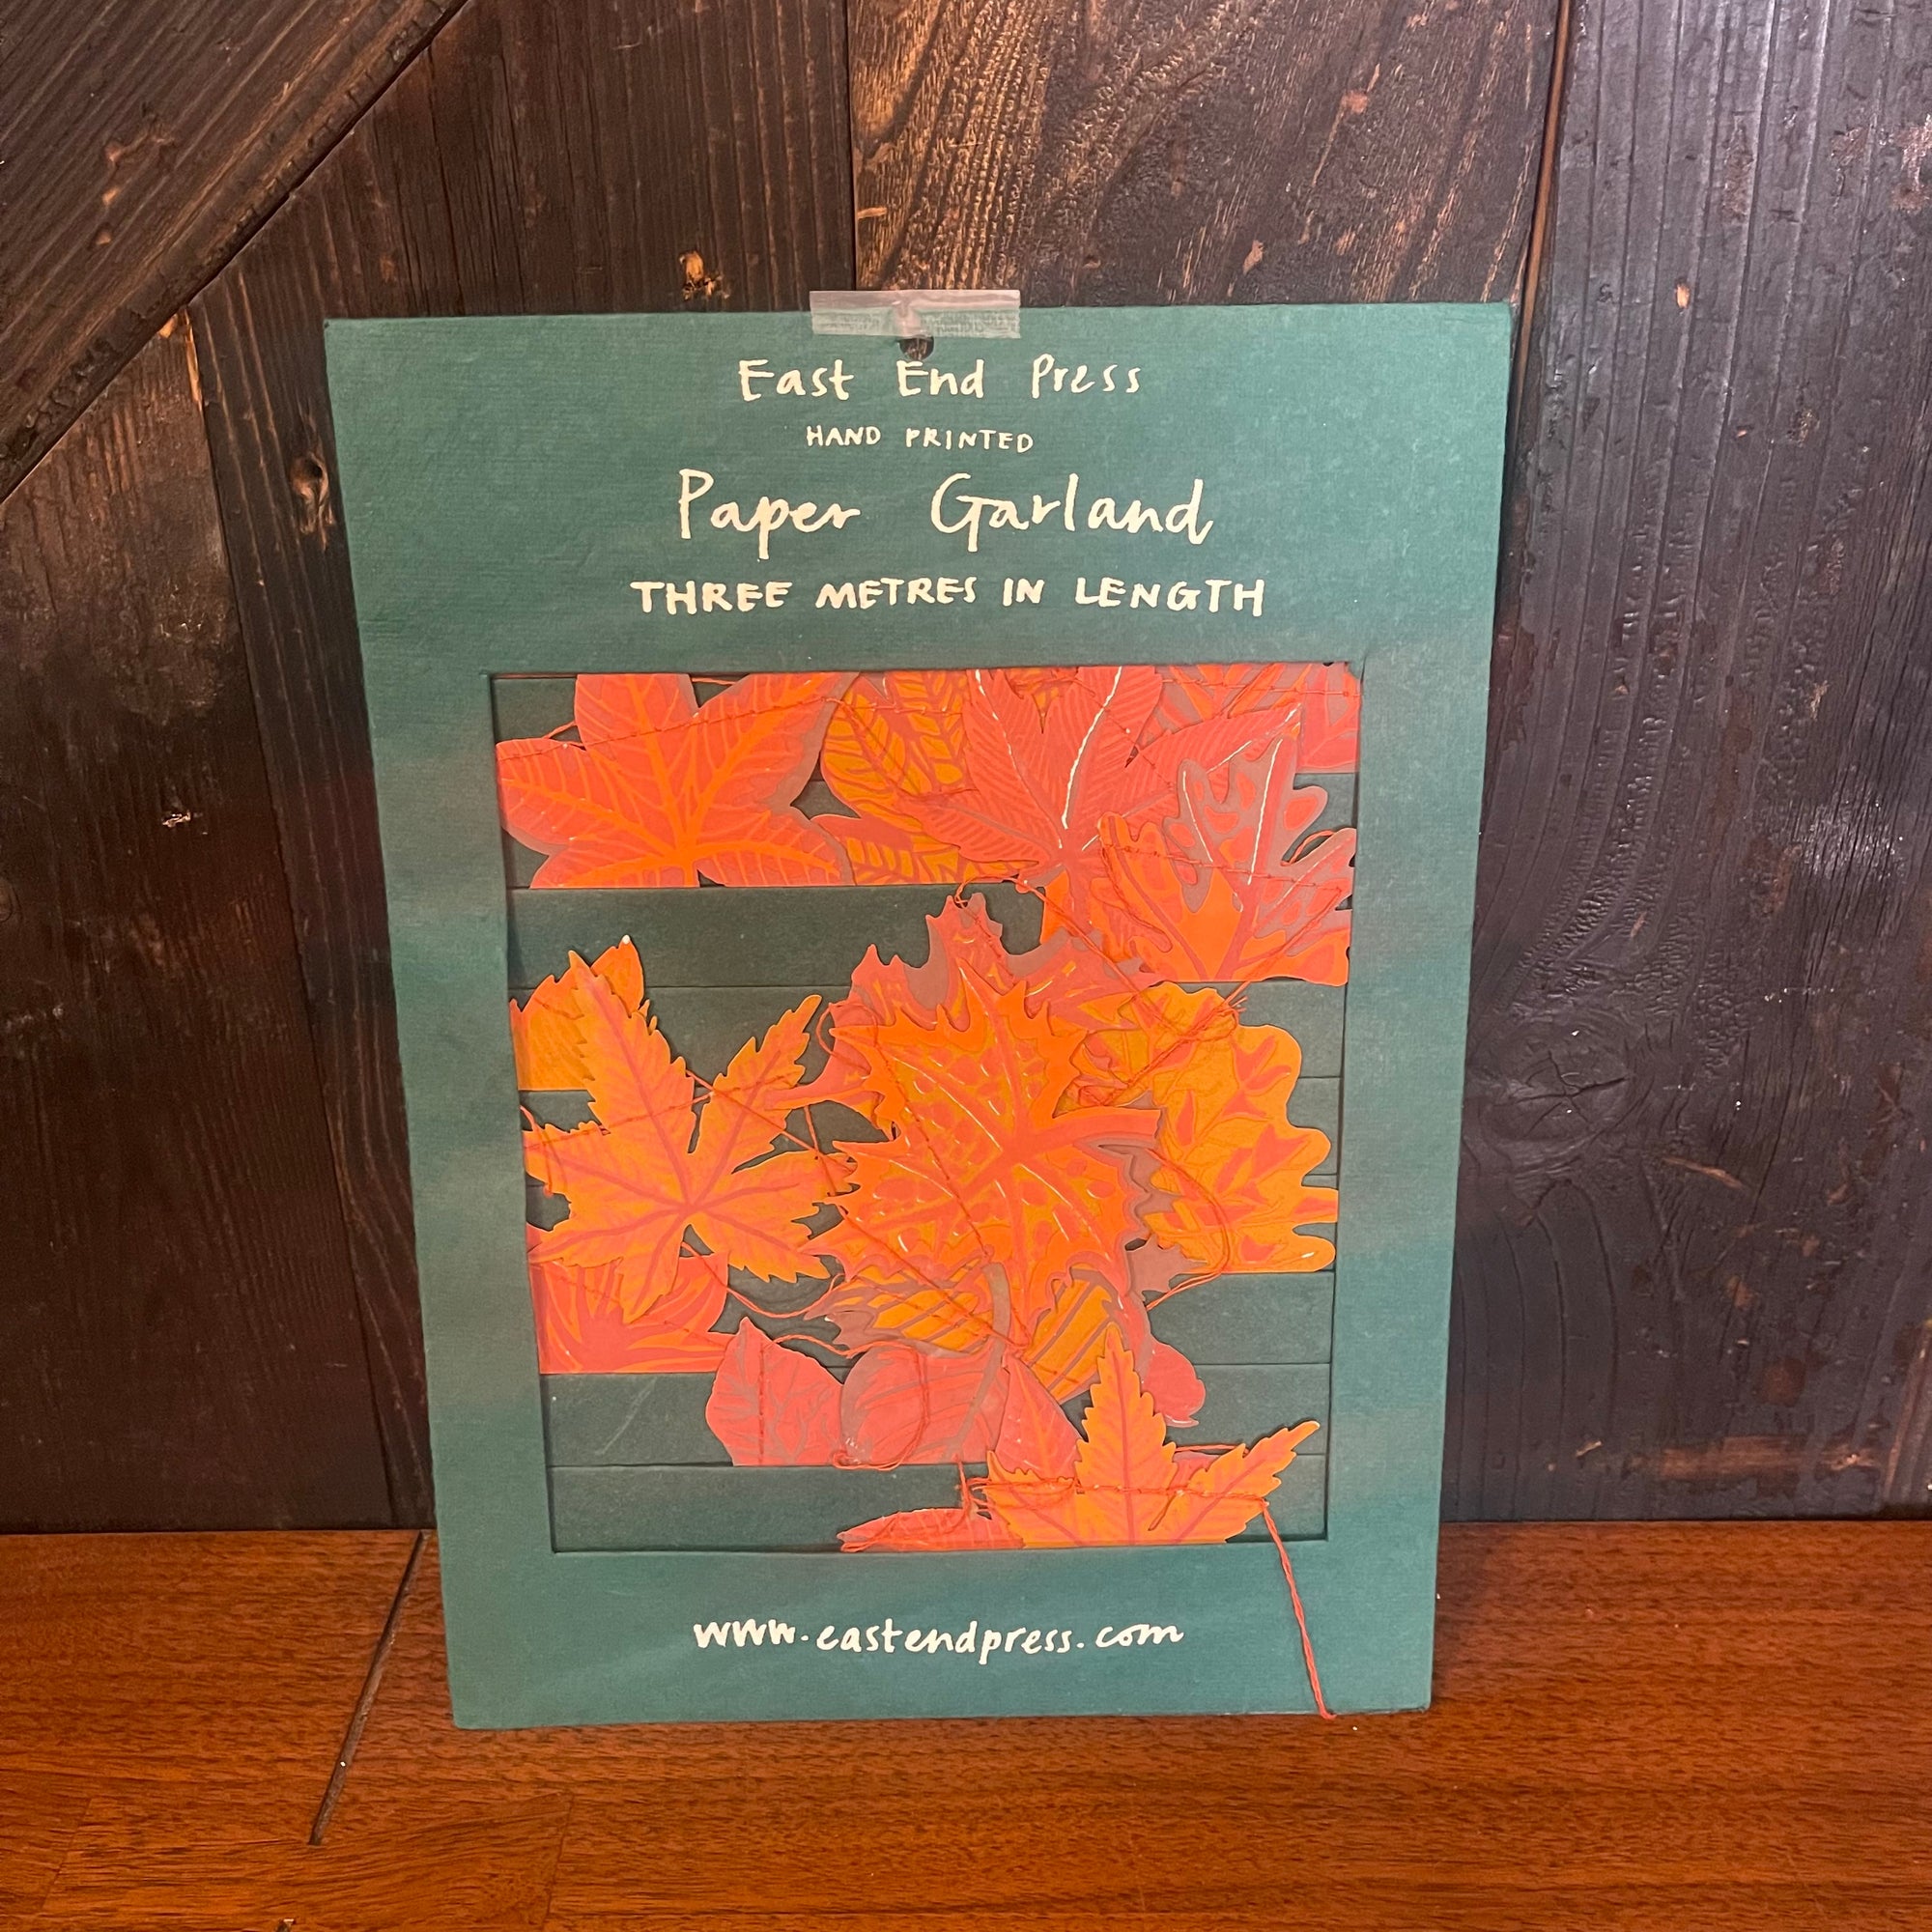 East End Press
HAND PRINTED
Paper Garland
THREE METRES IN LENGTH
www.eastendpress.com